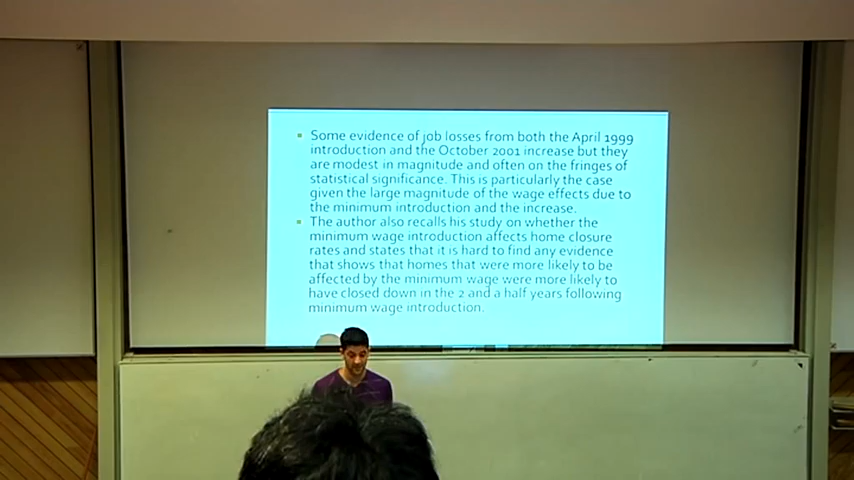 Some evidence of job losses from both the April 1999
introduction and the October 2001 increase but they
are modest in magnitude and often on the fringes of
statistical significance. This is particularly the case
given the large magnitude of the wage effects due to
the minimum introduction and the increase.
The author also recalls his study on whether the
minimum wage introduction affects home closure
rates and states that it is hard to find any evidence
that shows that homes that were more likely to be
affected by the minimum wage were more likely to
have closed down in the 2 and a half years following
minimum wage introduction.